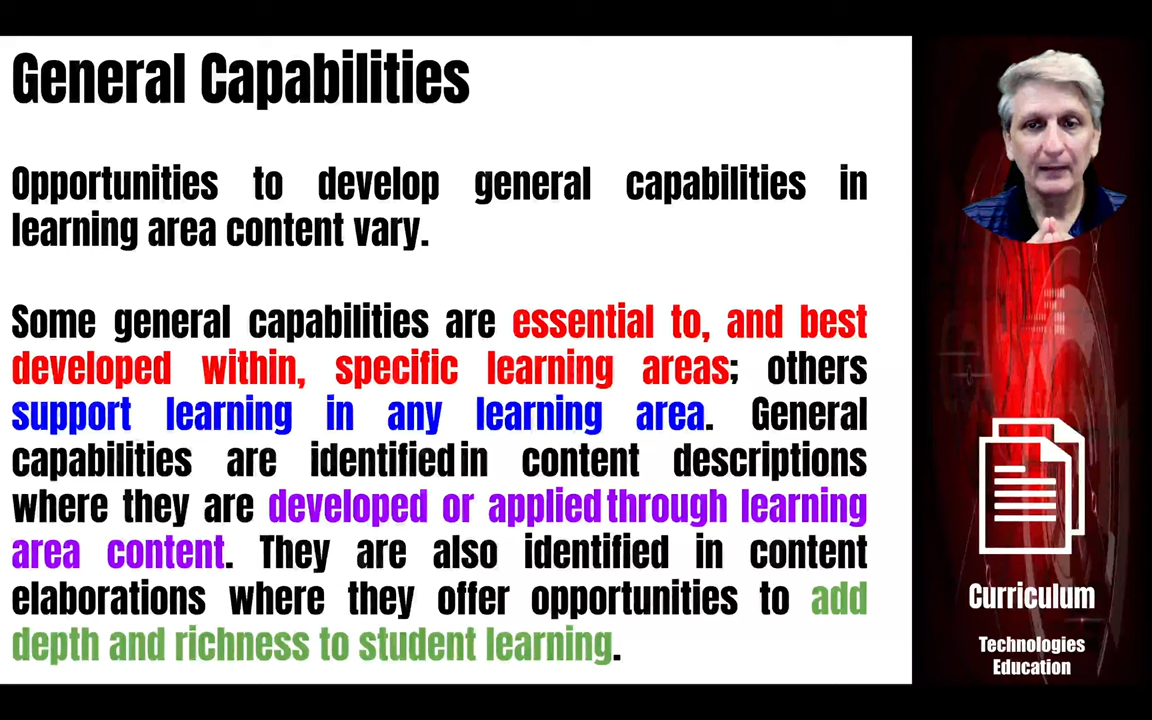 General Capabilities
Opportunities to develop general capabilities in
learning area content vary.
Some general capabilities are essential to, and best
developed within, specific learning areas; others
support learning in any learning area. General
capabilities are identified in content descriptions
where they are developed or applied through learning
area content. They are also identified in content
elaborations where they offer opportunities to add
depth and richness to student learning.
Curriculum
Technologies
Education